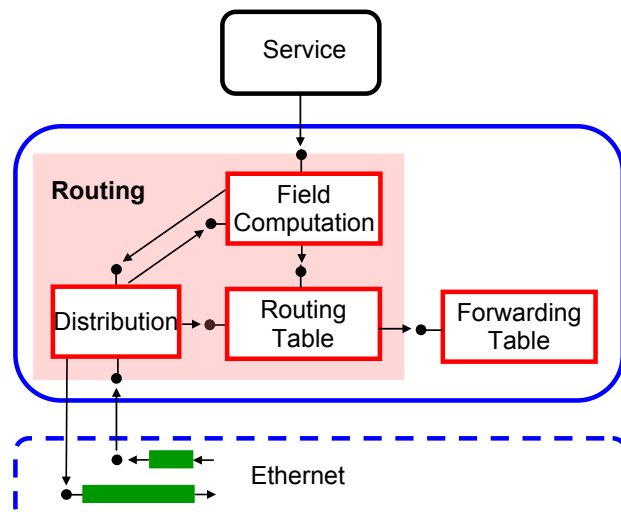 Service
Routing
Field
Computation
Distribution
Routing
Table
Forwarding
Table
Ethernet